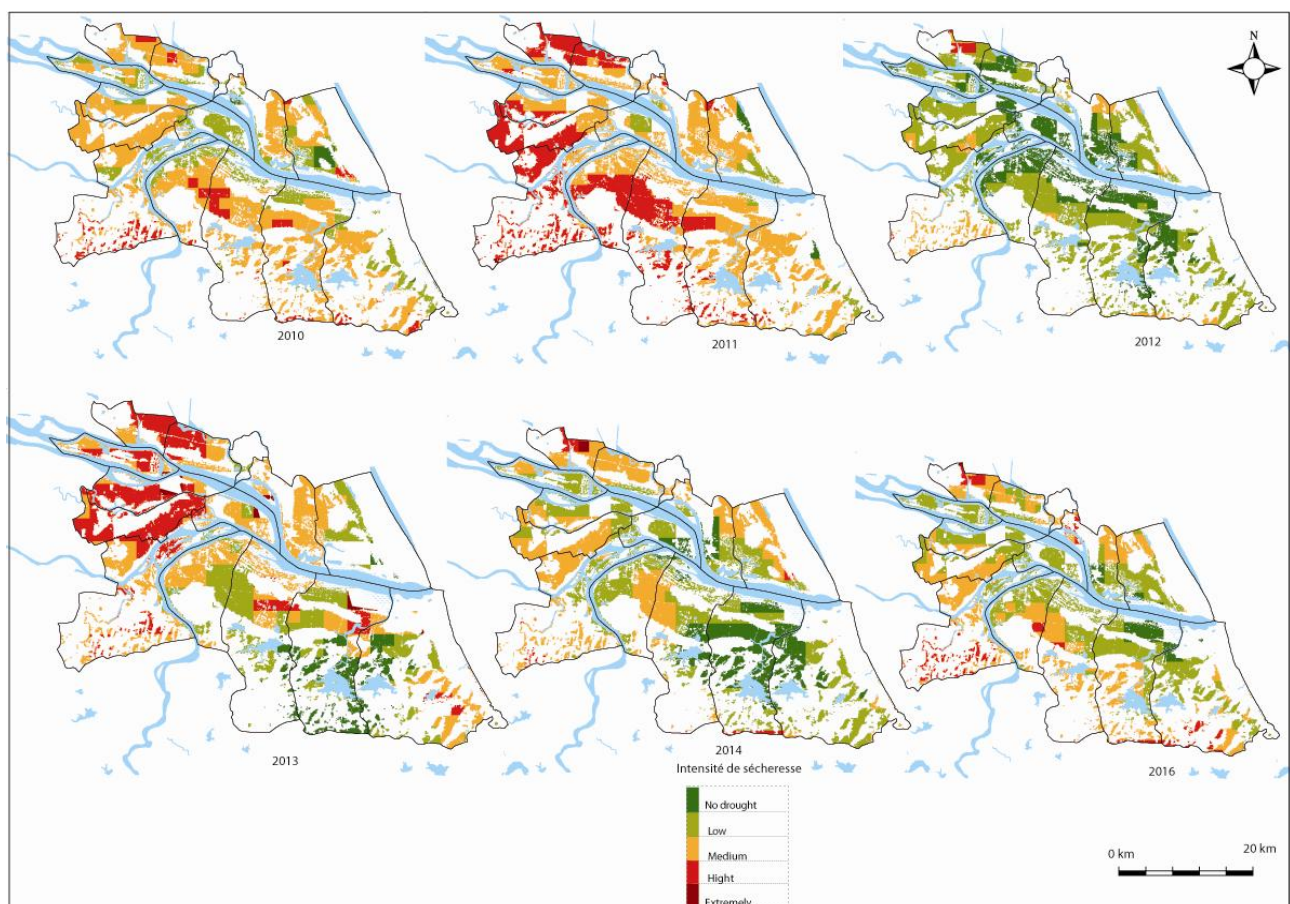 N
2010
2011
2012
2013
2014
2016
Intensité de sécheresse
No drought
Low
Medium
Hight
Extremely
0 km
20 km